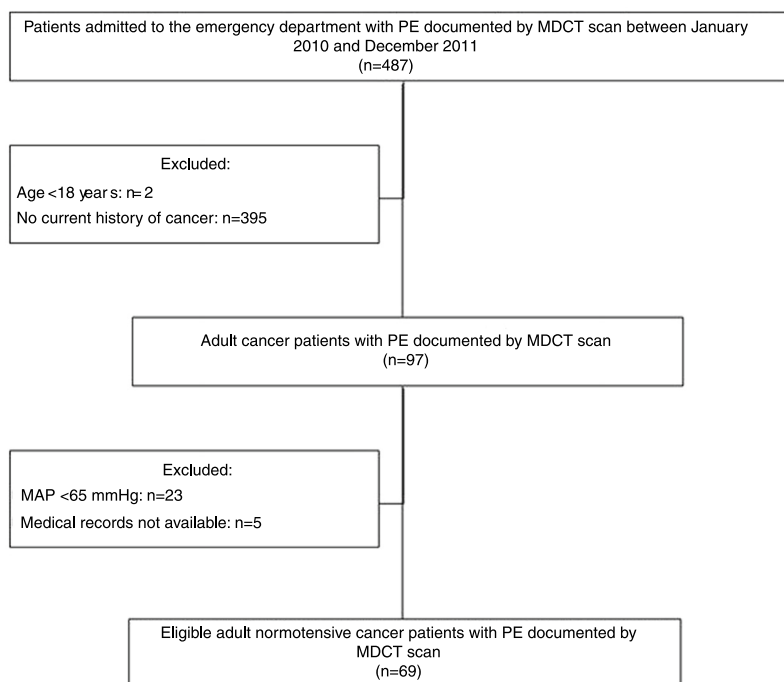 Patients admitted to the emergency department with PE documented by MDCT scan between January
2010 and December 2011
(n=487)
Excluded:
Age <18 years: n=2
No current history of cancer: n=395
Adult cancer patients with PE documented by MDCT scan
(n=97)
Excluded:
MAP <65 mmHg: n=23
Medical records not available: n=5
Eligible adult normotensive cancer patients with PE documented by
MDCT scan
(n=69)